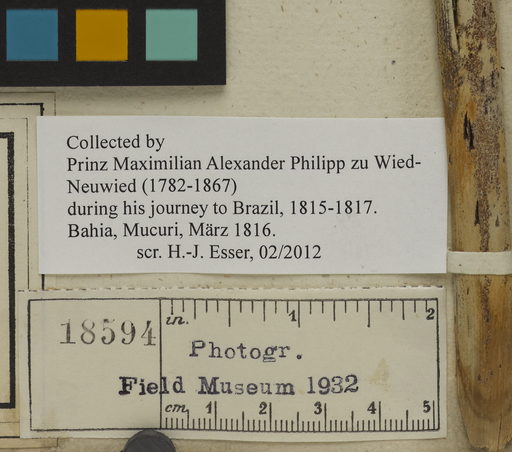 Collected by
Prinz Maximilian Alexander Philipp zu Wied-
Neuwied (1782-1867)
during his journey to Brazil, 1815-1817.
Bahia, Mucuri, März 1816.
scr. H.-J. Esser, 02/2012
18594
in. 1 2
Photogr.
Field Museum 1932
cm 1 2 3 4 5